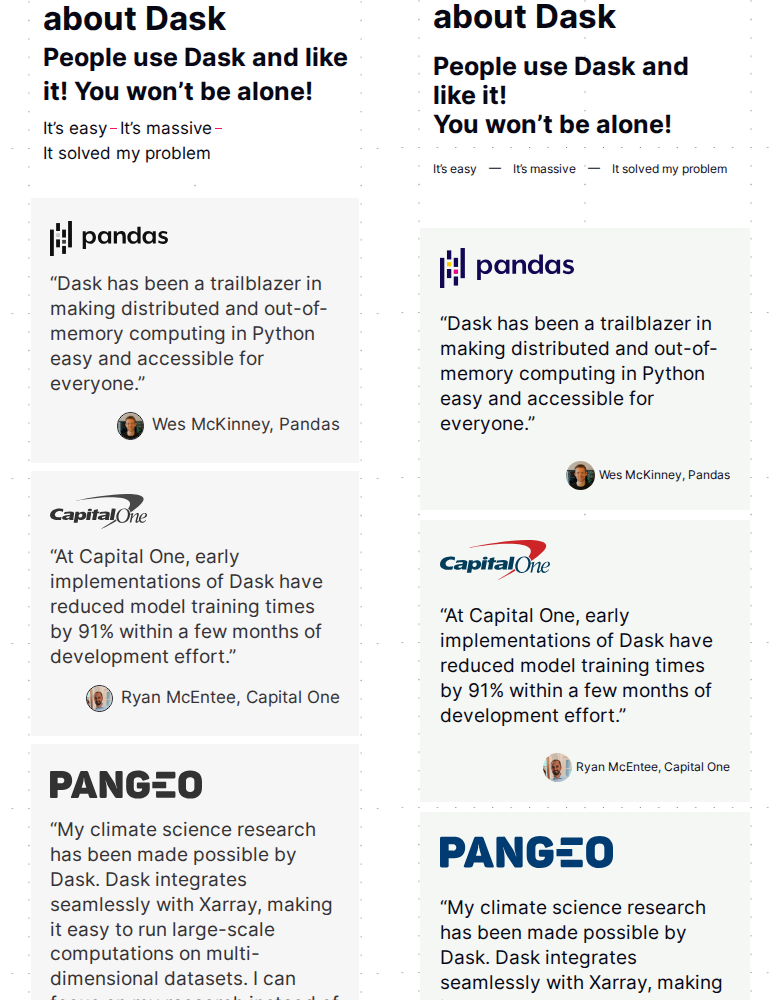 about Dask
People use Dask and like
it! You won’t be alone!
It’s easy – It’s massive –
It solved my problem
pandas
“Dask has been a trailblazer in
making distributed and out-of-
memory computing in Python
easy and accessible for
everyone.”
Wes McKinney, Pandas
CapitalOne
“At Capital One, early
implementations of Dask have
reduced model training times
by 91% within a few months of
development effort.”
Ryan McEntee, Capital One
PANGEO
“My climate science research
has been made possible by
Dask. Dask integrates
seamlessly with Xarray, making
it easy to run large-scale
computations on multi-
dimensional datasets. I can
focus on my research instead of
about Dask
People use Dask and
like it!
You won’t be alone!
It’s easy — It’s massive — It solved my problem
pandas
“Dask has been a trailblazer in
making distributed and out-of-
memory computing in Python
easy and accessible for
everyone.”
Wes McKinney, Pandas
CapitalOne
“At Capital One, early
implementations of Dask have
reduced model training times
by 91% within a few months of
development effort.”
Ryan McEntee, Capital One
PANGEO
“My climate science research
has been made possible by
Dask. Dask integrates
seamlessly with Xarray, making